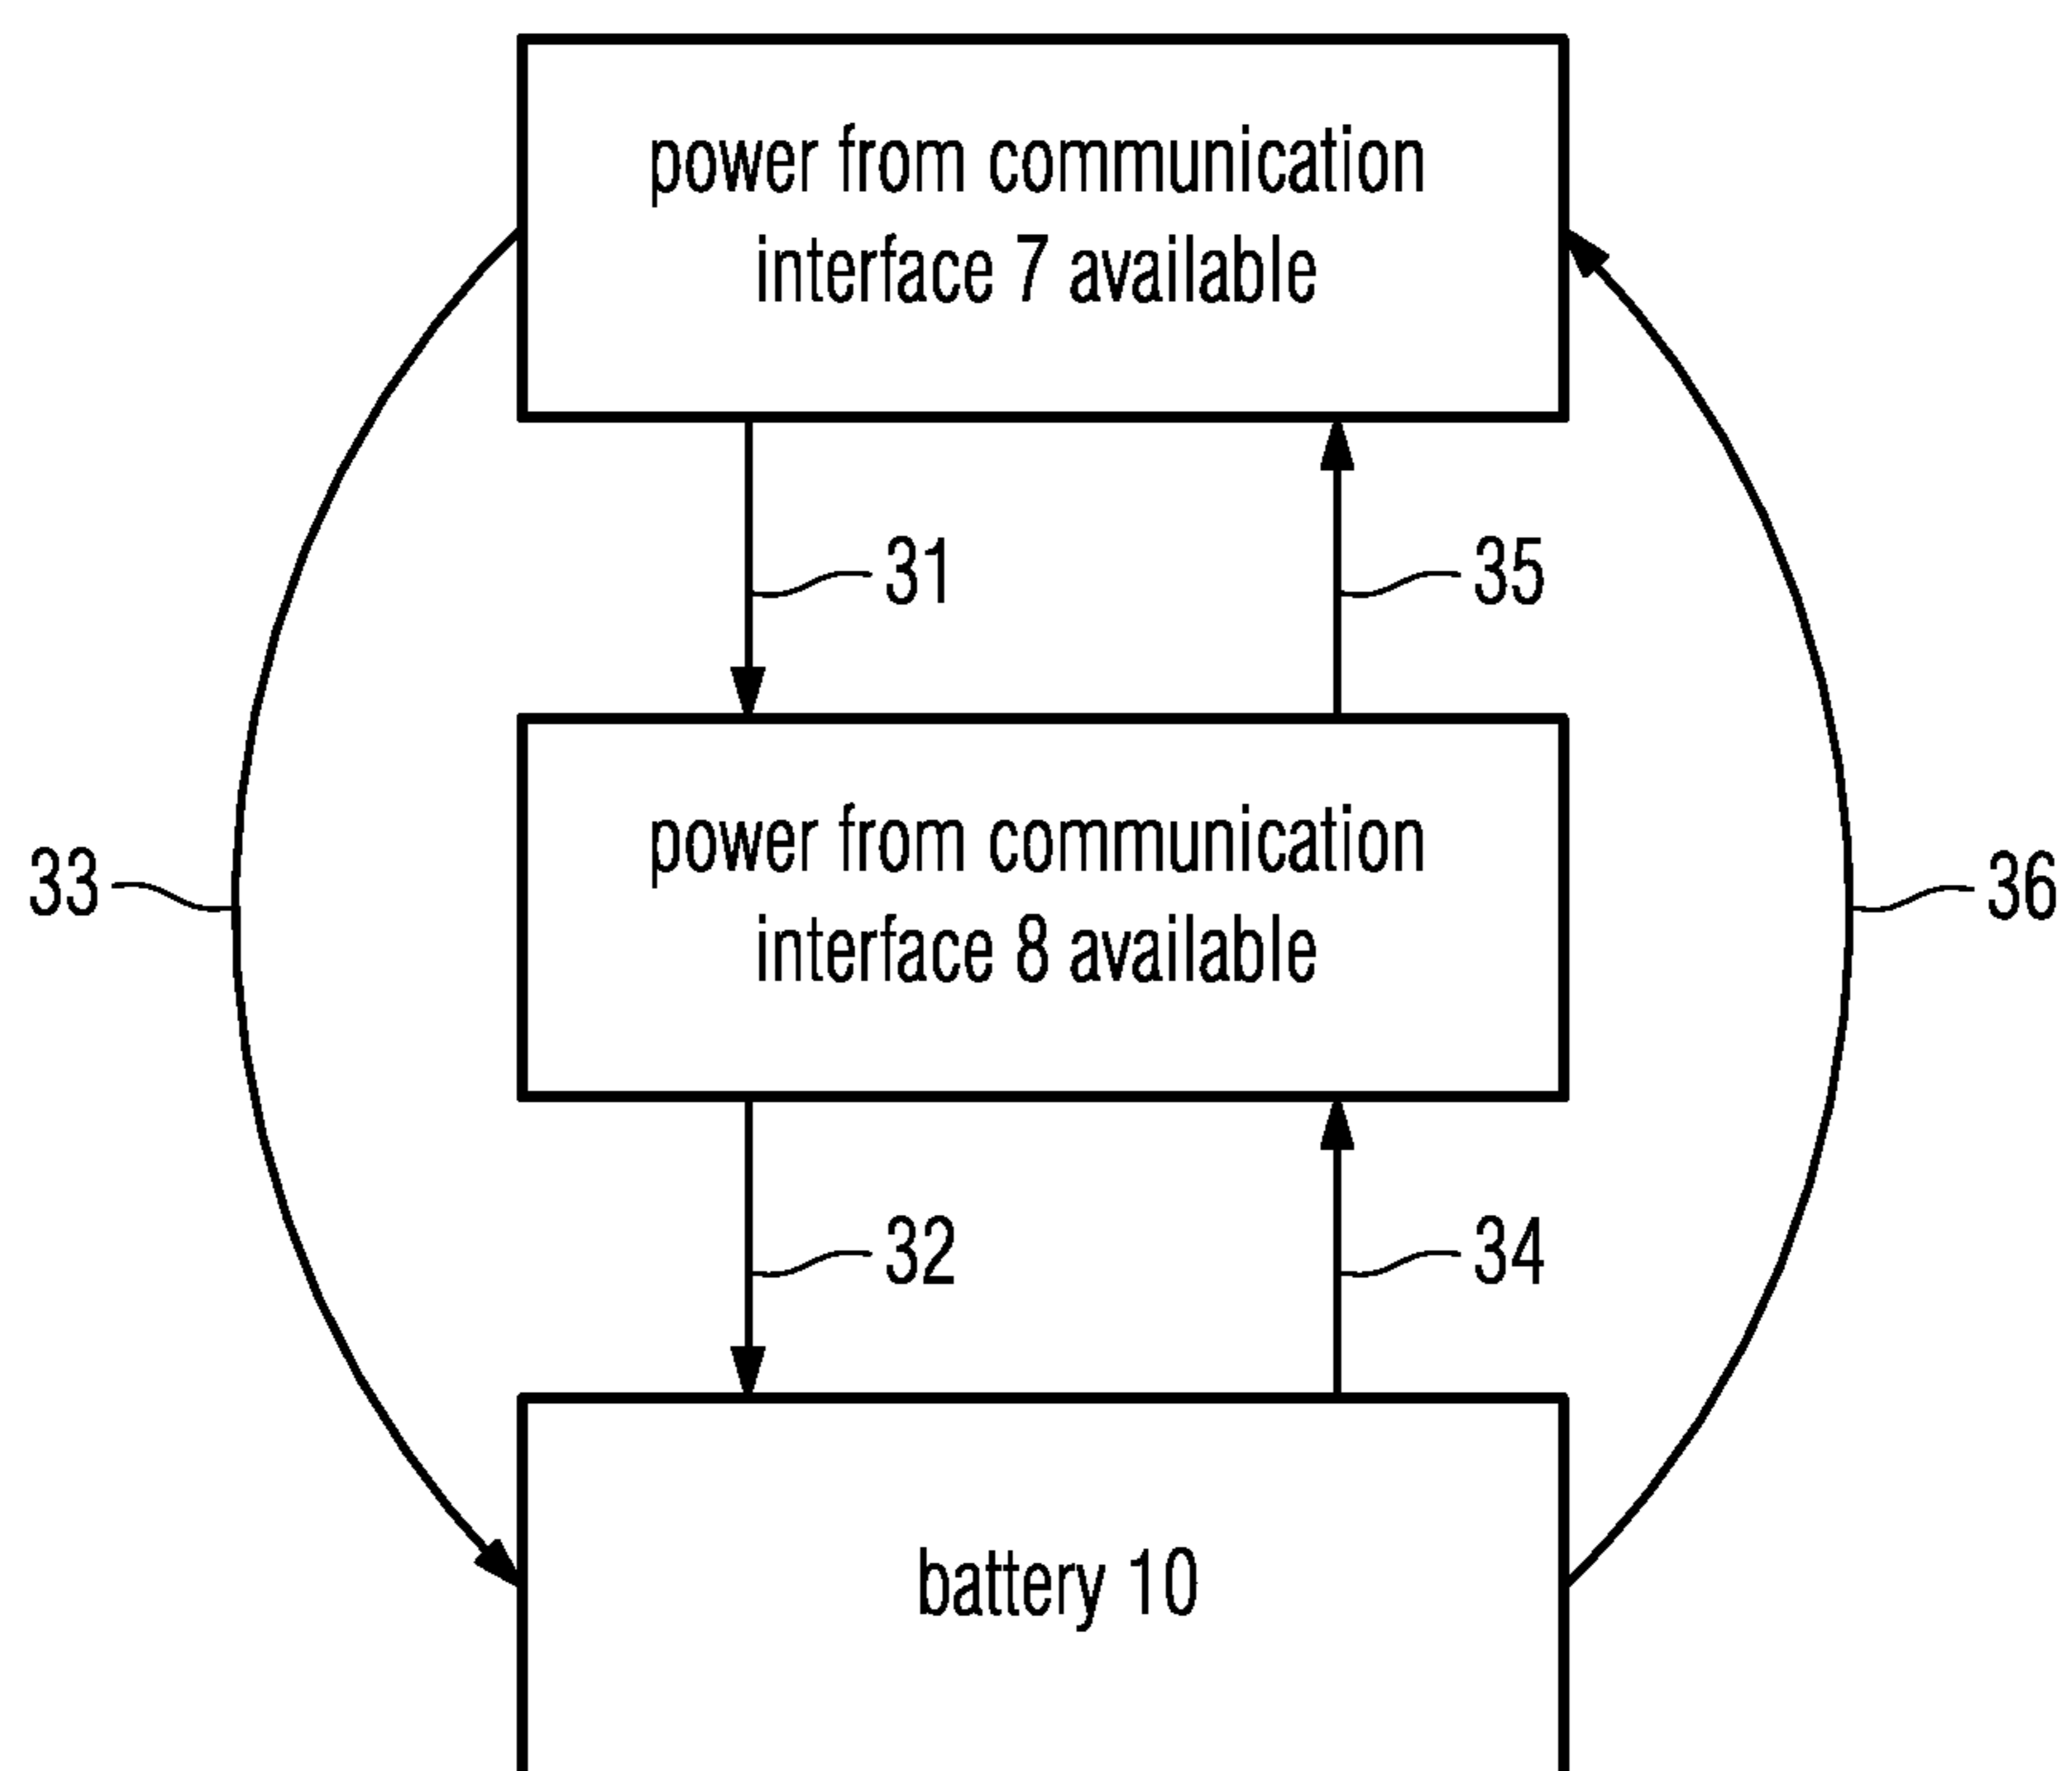 power from communication
interface 7 available
31
35
power from communication
interface 8 available
33
36
32
34
battery 10